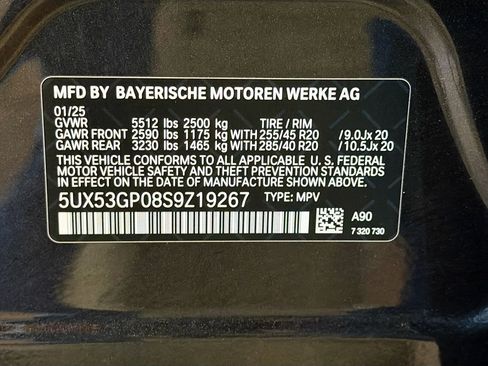 MFD BY BAYERISCHE MOTOREN WERKE AG
01/25
GVWR 5512 lbs 2500 kg TIRE / RIM
GAWR FRONT 2590 lbs 1175 kg WITH 255/45 R20 / 9.0Jx 20
GAWR REAR 3230 lbs 1465 kg WITH 285/40 R20 / 10.5Jx 20
THIS VEHICLE CONFORMS TO ALL APPLICABLE U. S. FEDERAL
MOTOR VEHICLE SAFETY STANDARDS IN EFFECT ON THE
DATE OF MANUFACTURE SHOWN ABOVE.
5UX53GP08S9Z19267 TYPE: MPV
A90
7 320 730